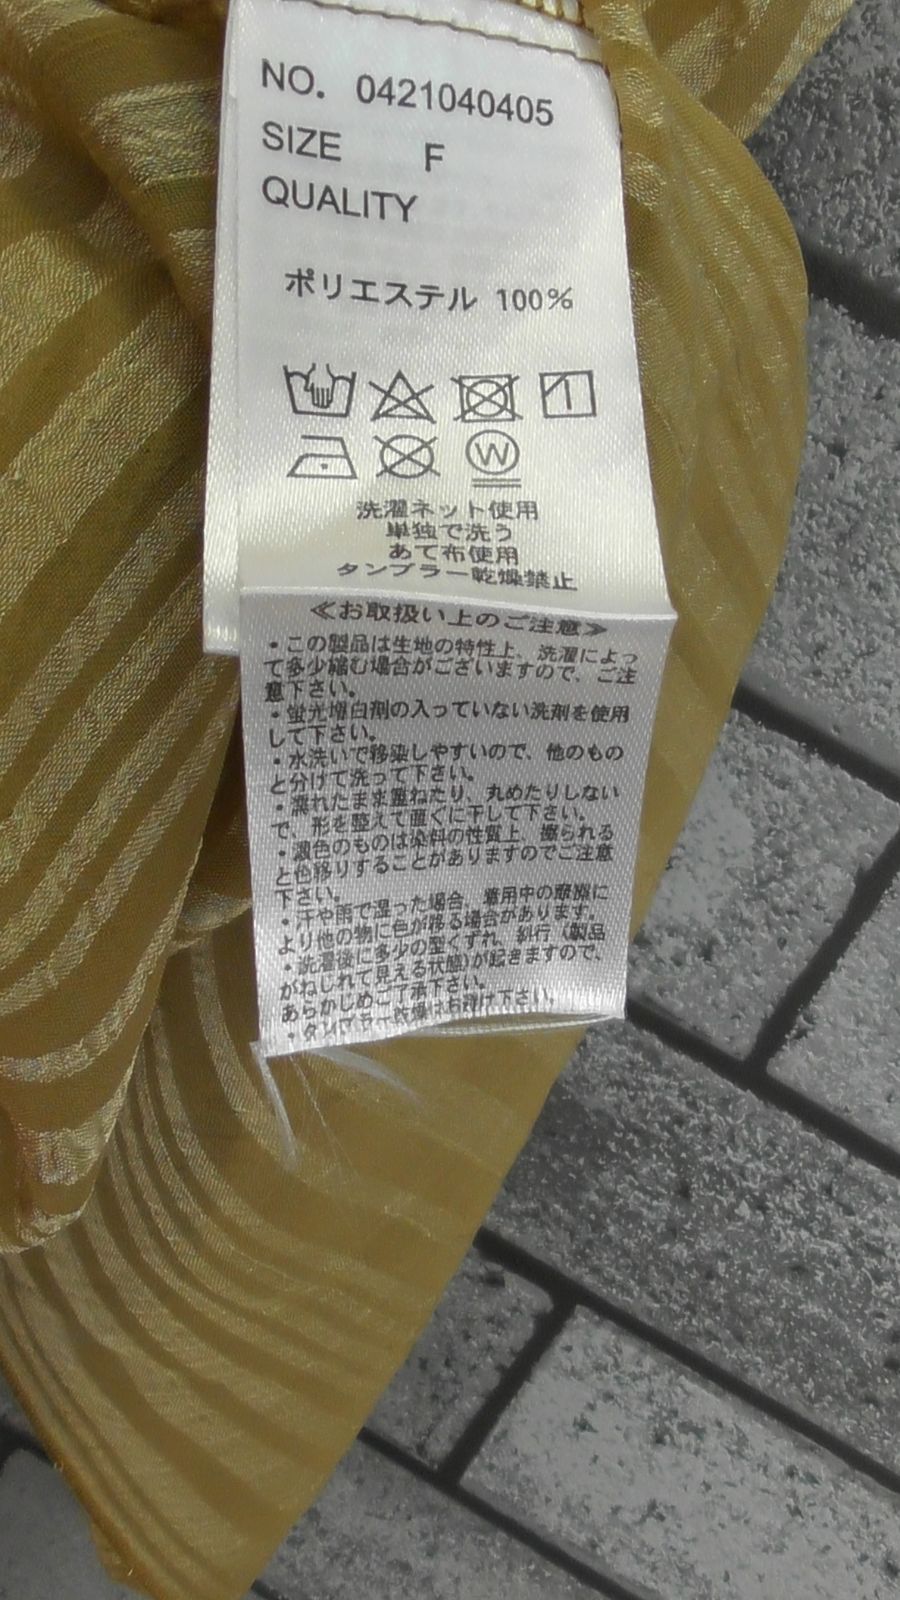 NO. 0421040405
SIZE F
QUALITY
ポリエステル 100%
W
洗濯ネット使用
単独で洗う
あて布使用
タンブラー乾燥禁止
≪お取扱い上のご注意≫
・この製品は生地の特性上、洗濯によっ
て多少縮む場合がございますので、ご注
意下さい。
・蛍光増白剤の入っていない洗剤を使用
して下さい。
・水洗いで移染しやすいので、他のもの
と分けて洗って下さい。
・濡れたまま重ねたり、丸めたりしない
で、形を整えて直ぐに干して下さい。
・濃色のものは染料の性質上、擦られる
と色移りすることがありますのでご注意
下さい。
・汗や雨で湿った場合、着用中の摩擦に
より他の物に色が移る場合があります。
・洗濯後に多少の型くずれ、斜行(製品
がねじれて見える状態)が起きますので、
あらかじめご了承下さい。
・タンブラー乾燥はお避け下さい。